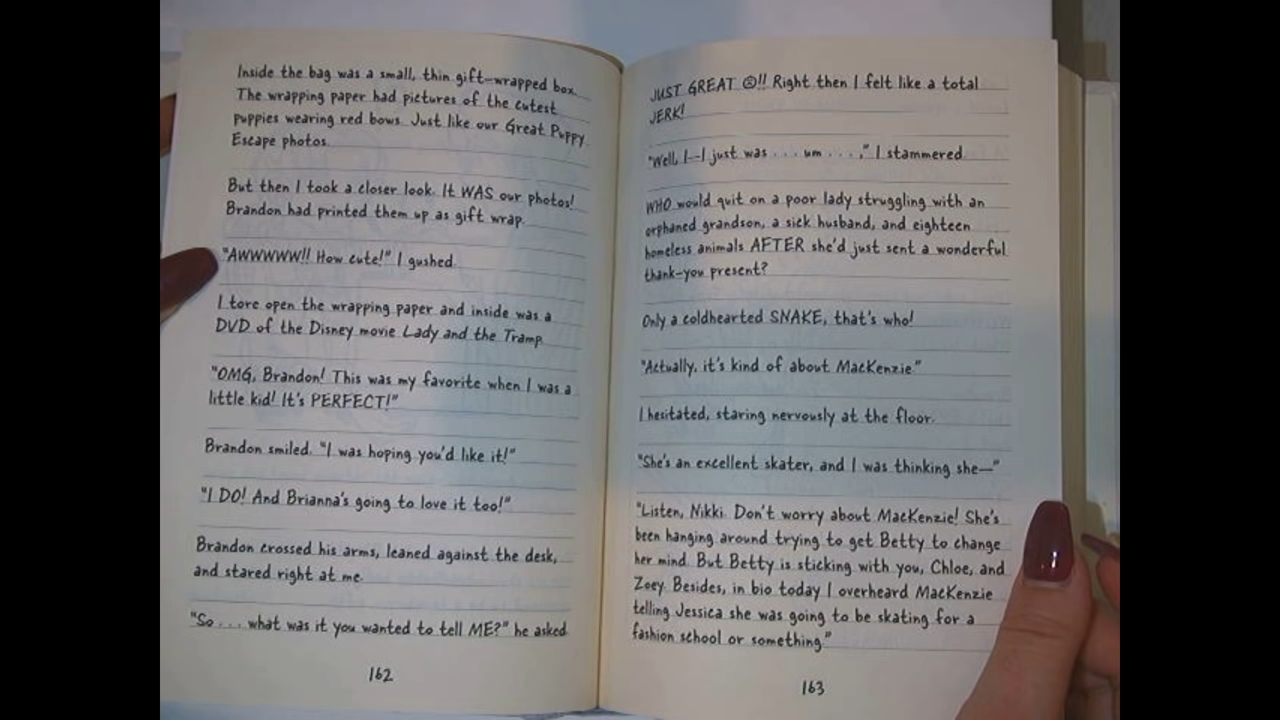 Inside the bag was a small, thin gift-wrapped box.
The wrapping paper had pictures of the cutest
puppies wearing red bows. Just like our Great Puppy
Escape photos.
But then I took a closer look. It WAS our photos!
Brandon had printed them up as gift wrap.
"AWWWWW!! How cute!" I gushed.
I tore open the wrapping paper and inside was a
DVD of the Disney movie Lady and the Tramp.
"OMG, Brandon! This was my favorite when I was a
little kid! It's PERFECT!"
Brandon smiled. "I was hoping you'd like it!"
"I DO! And Brianna's going to love it too!"
Brandon crossed his arms, leaned against the desk,
and stared right at me.
"So . . . what was it you wanted to tell ME?" he asked.
162
JUST GREAT ☹!! Right then I felt like a total
JERK!
"Well, I—I just was . . . um . . . ," I stammered.
WHO would quit on a poor lady struggling with an
orphaned grandson, a sick husband, and eighteen
homeless animals AFTER she'd just sent a wonderful
thank-you present?
Only a coldhearted SNAKE, that's who!
"Actually, it's kind of about MacKenzie."
I hesitated, staring nervously at the floor.
"She's an excellent skater, and I was thinking she—"
"Listen, Nikki. Don't worry about MacKenzie! She's
been hanging around trying to get Betty to change
her mind. But Betty is sticking with you, Chloe, and
Zoey. Besides, in bio today I overheard MacKenzie
telling Jessica she was going to be skating for a
fashion school or something."
163